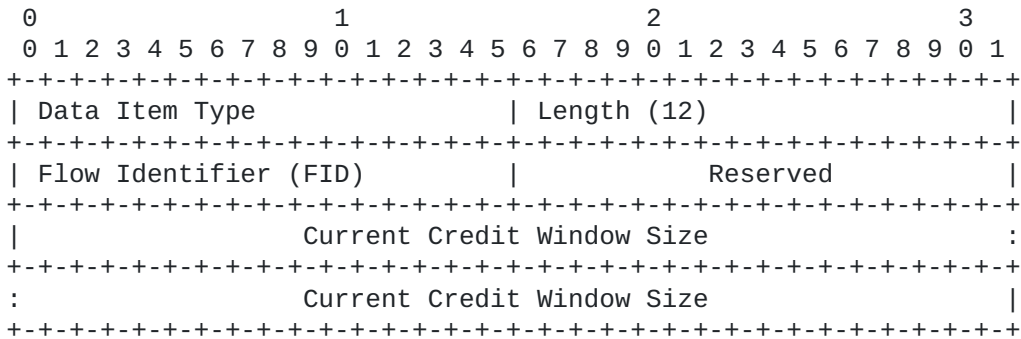 0                   1                   2                   3
 0 1 2 3 4 5 6 7 8 9 0 1 2 3 4 5 6 7 8 9 0 1 2 3 4 5 6 7 8 9 0 1
+-+-+-+-+-+-+-+-+-+-+-+-+-+-+-+-+-+-+-+-+-+-+-+-+-+-+-+-+-+-+-+-+
| Data Item Type                | Length (12)                   |
+-+-+-+-+-+-+-+-+-+-+-+-+-+-+-+-+-+-+-+-+-+-+-+-+-+-+-+-+-+-+-+-+
| Flow Identifier (FID)         |            Reserved           |
+-+-+-+-+-+-+-+-+-+-+-+-+-+-+-+-+-+-+-+-+-+-+-+-+-+-+-+-+-+-+-+-+
|                  Current Credit Window Size                   :
+-+-+-+-+-+-+-+-+-+-+-+-+-+-+-+-+-+-+-+-+-+-+-+-+-+-+-+-+-+-+-+-+
:                  Current Credit Window Size                   |
+-+-+-+-+-+-+-+-+-+-+-+-+-+-+-+-+-+-+-+-+-+-+-+-+-+-+-+-+-+-+-+-+